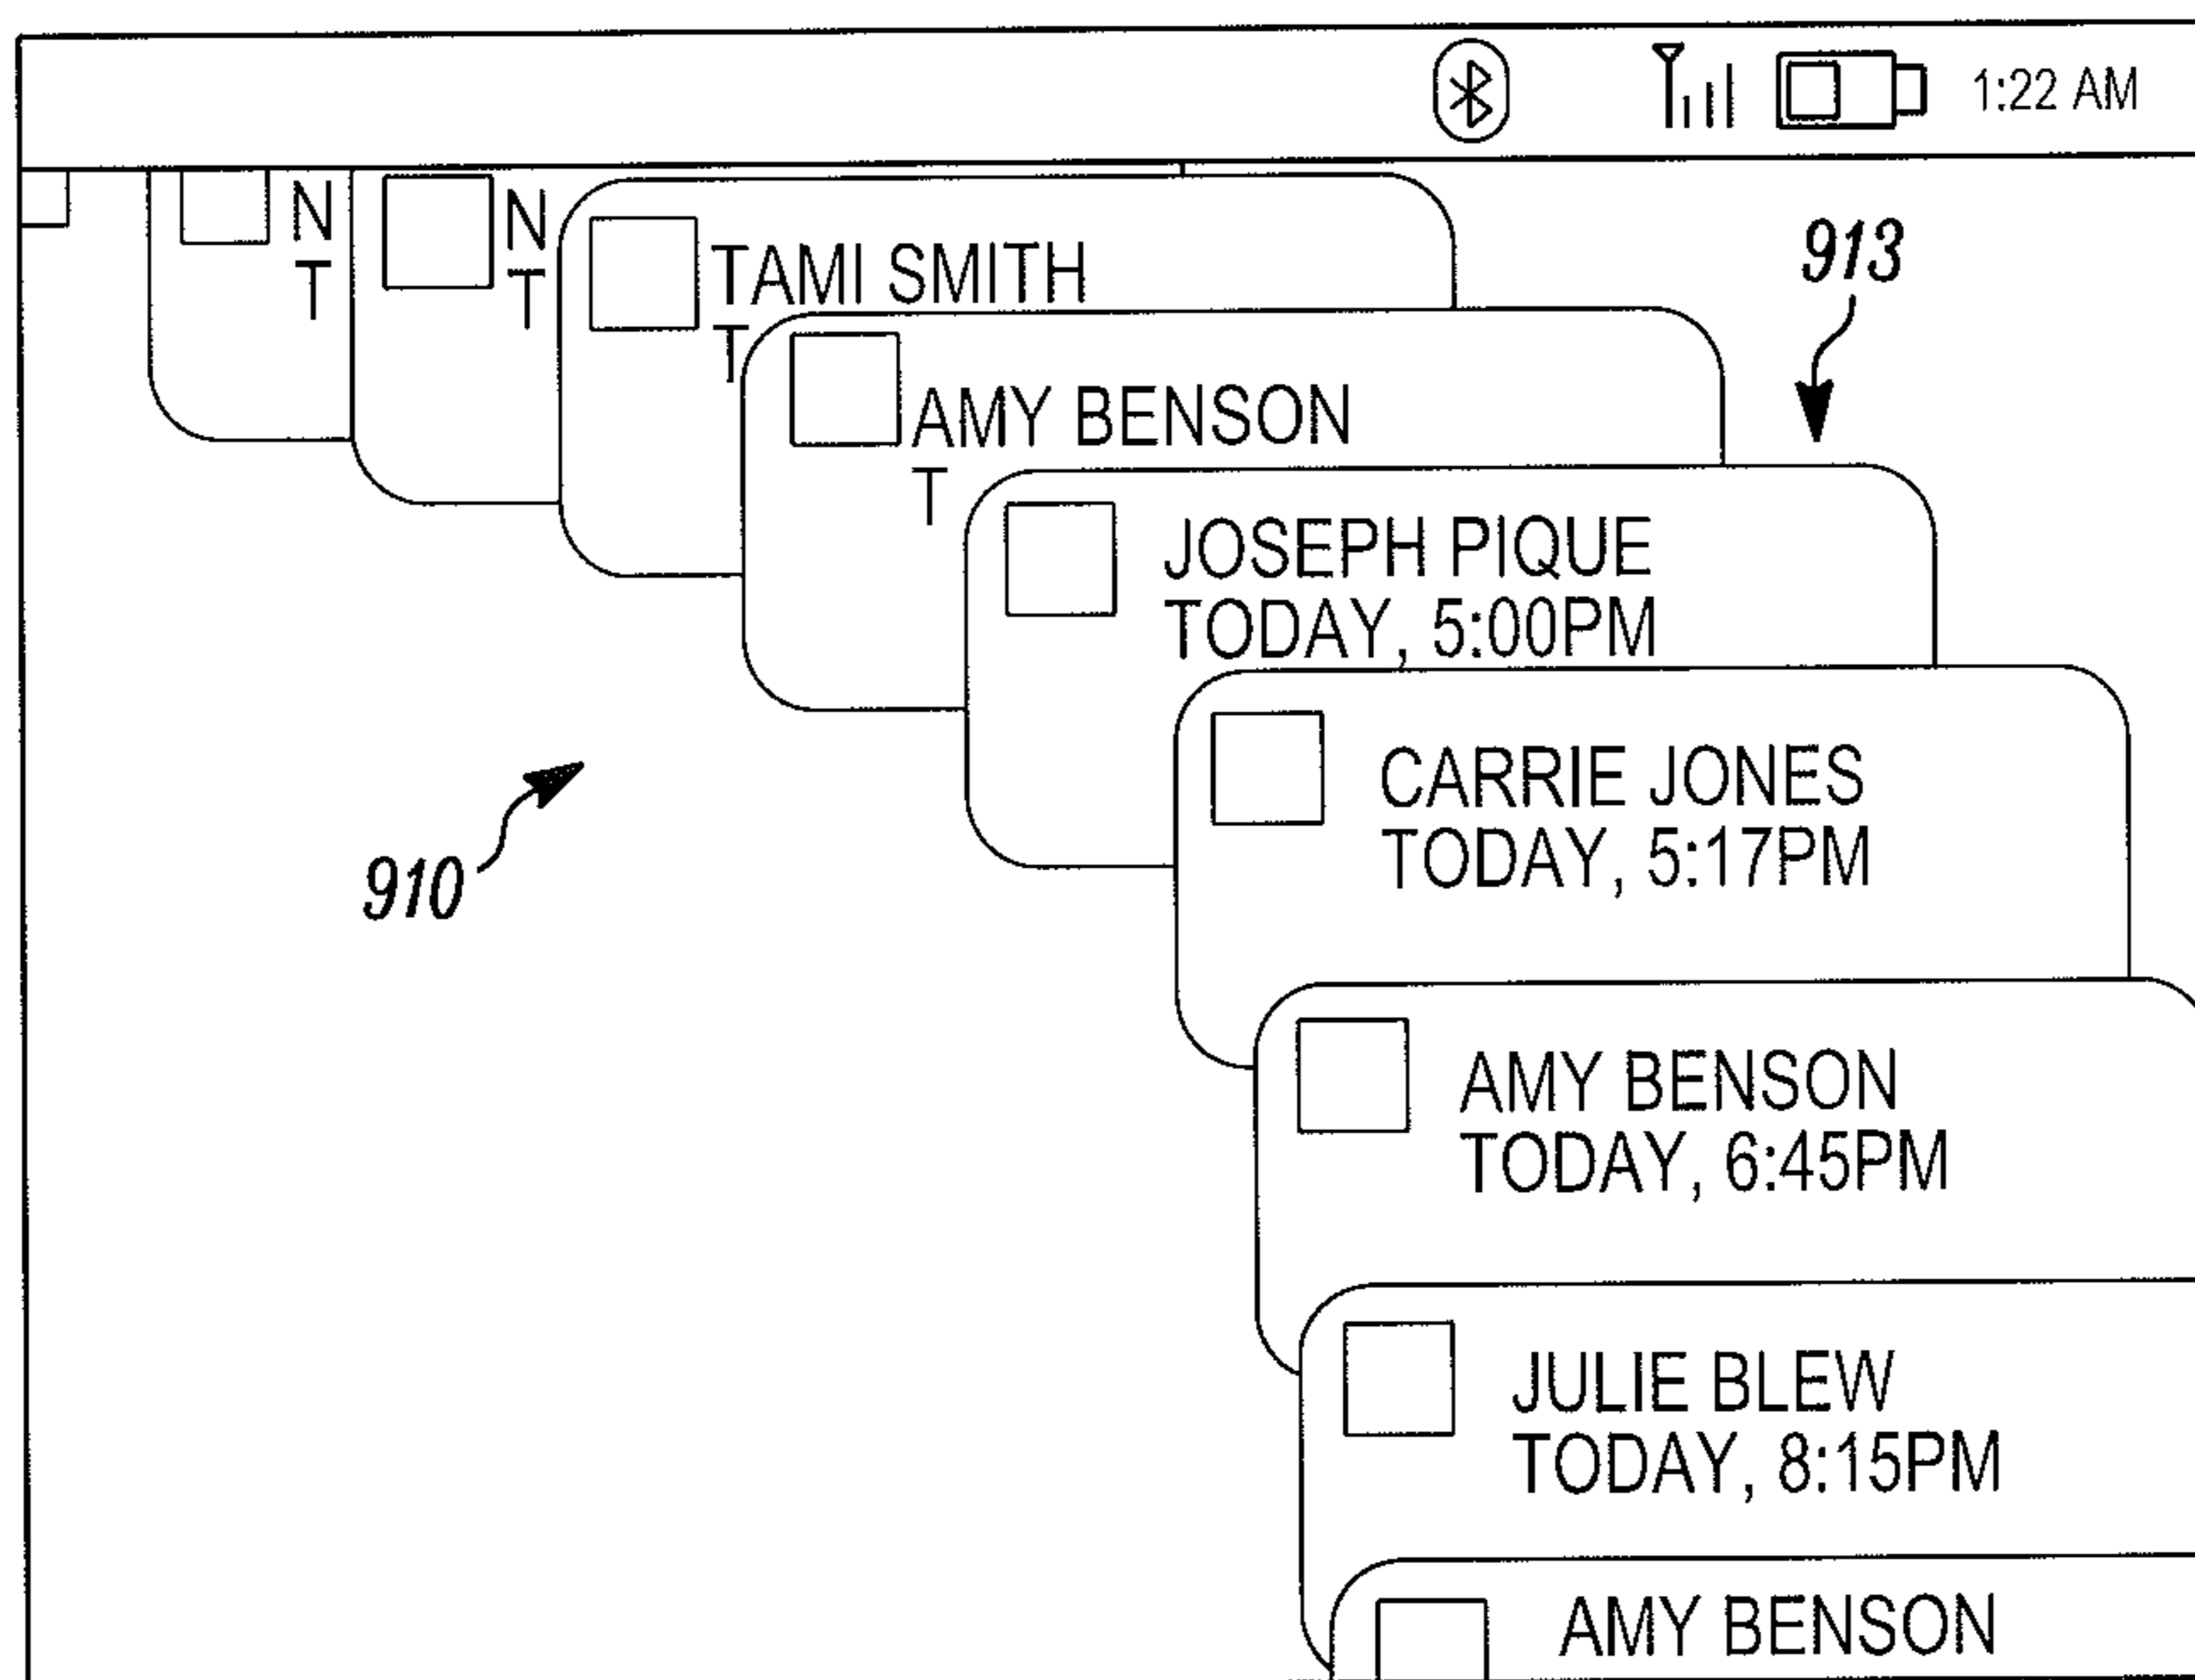 1:22 AM
N
T
N
T
TAMI SMITH
T
913
AMY BENSON
T
JOSEPH PIQUE
TODAY, 5:00PM
CARRIE JONES
TODAY, 5:17PM
910
AMY BENSON
TODAY, 6:45PM
JULIE BLEW
TODAY, 8:15PM
AMY BENSON